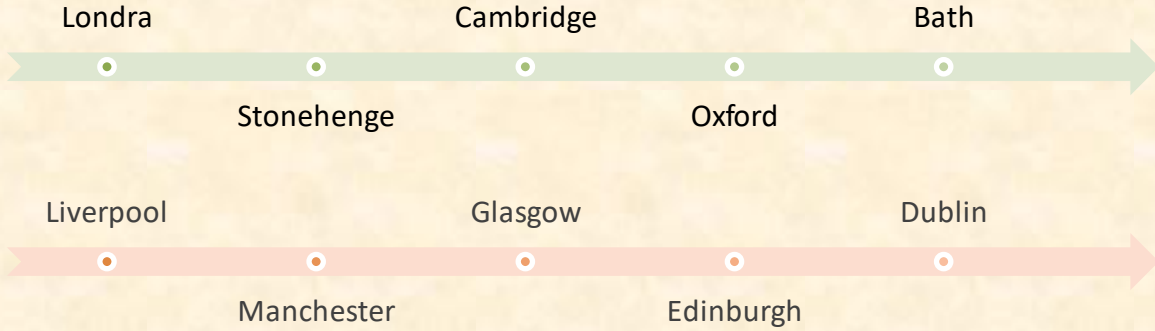 Londra
Cambridge
Bath
Stonehenge
Oxford
Liverpool
Glasgow
Dublin
Manchester
Edinburgh